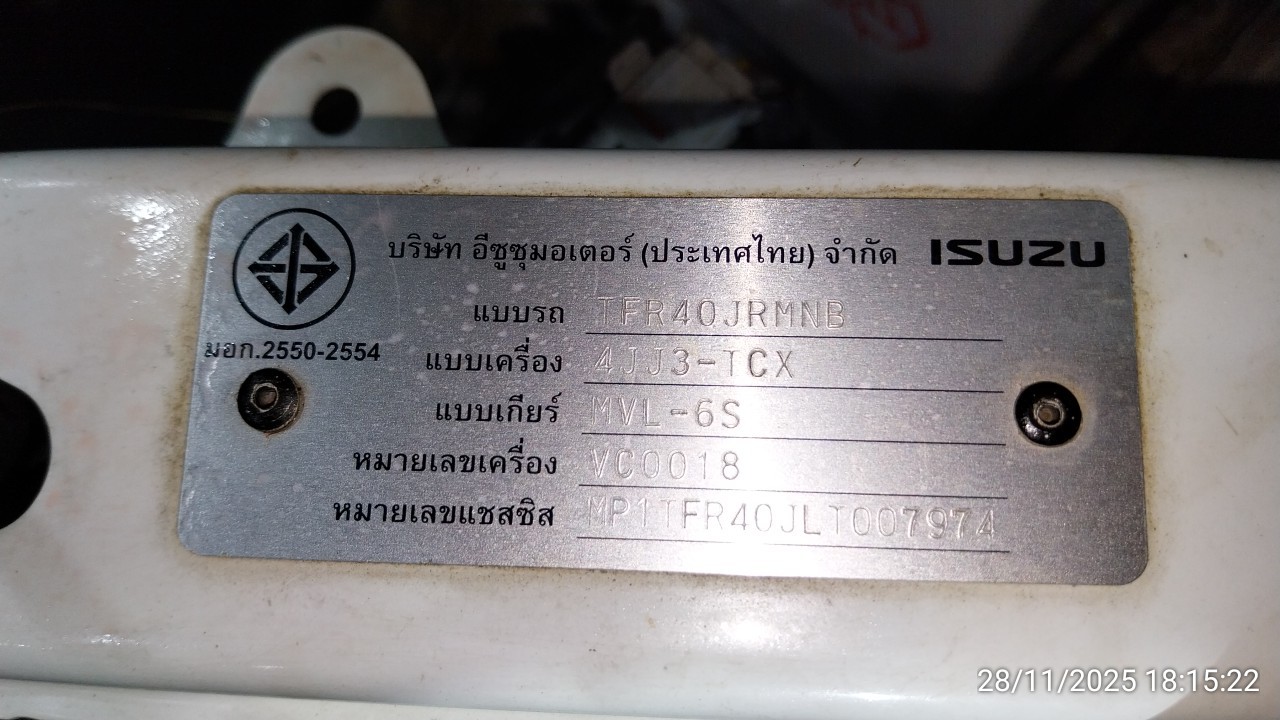 บริษัท อีซูซุมอเตอร์ (ประเทศไทย) จำกัด ISUZU
มอก.2550-2554
แบบรถ TFR40JRMNB
แบบเครื่อง 4JJ3-TCX
แบบเกียร์ MVL-6S
หมายเลขเครื่อง VC0018
หมายเลขแชสซิส MP1TFR40JLT007974
28/11/2025 18:15:22